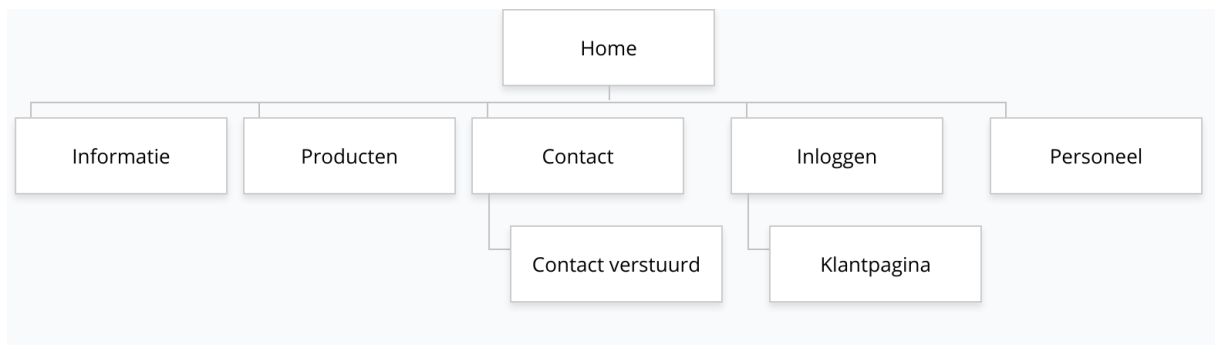 Home
Informatie
Producten
Contact
Inloggen
Personeel
Contact verstuurd
Klantpagina